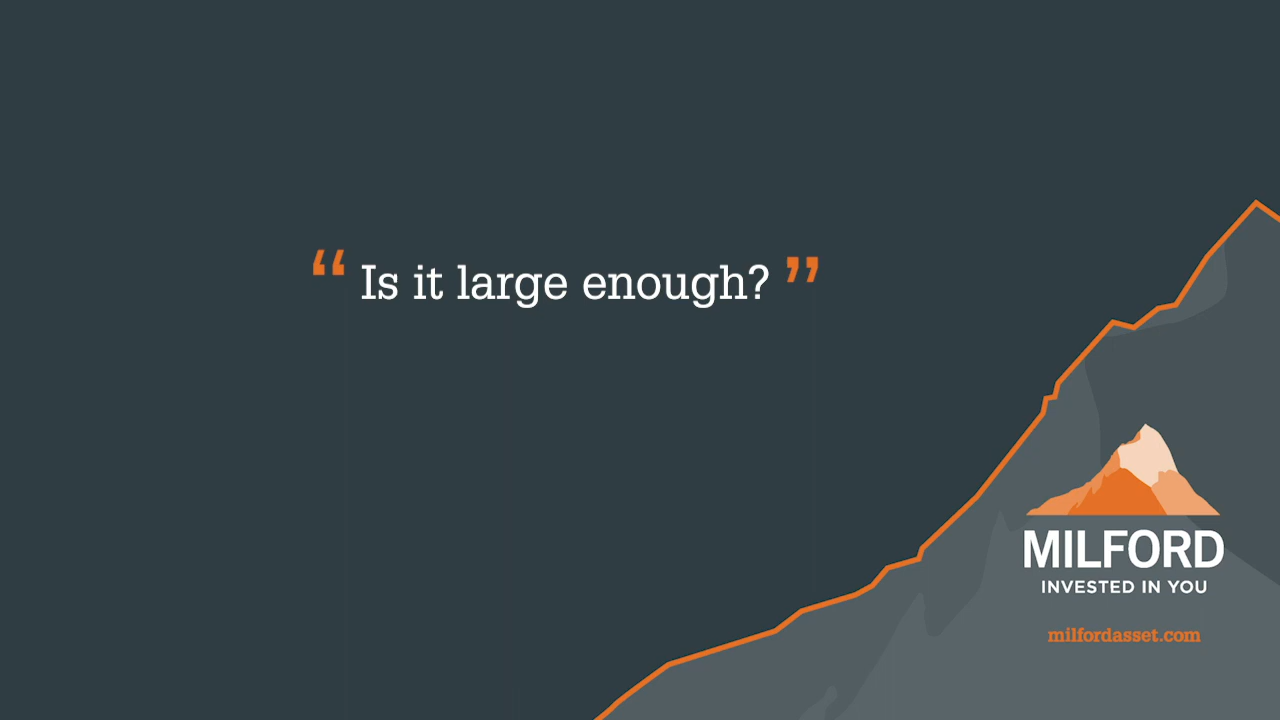 “ Is it large enough? ”
MILFORD
INVESTED IN YOU
milfordasset.com